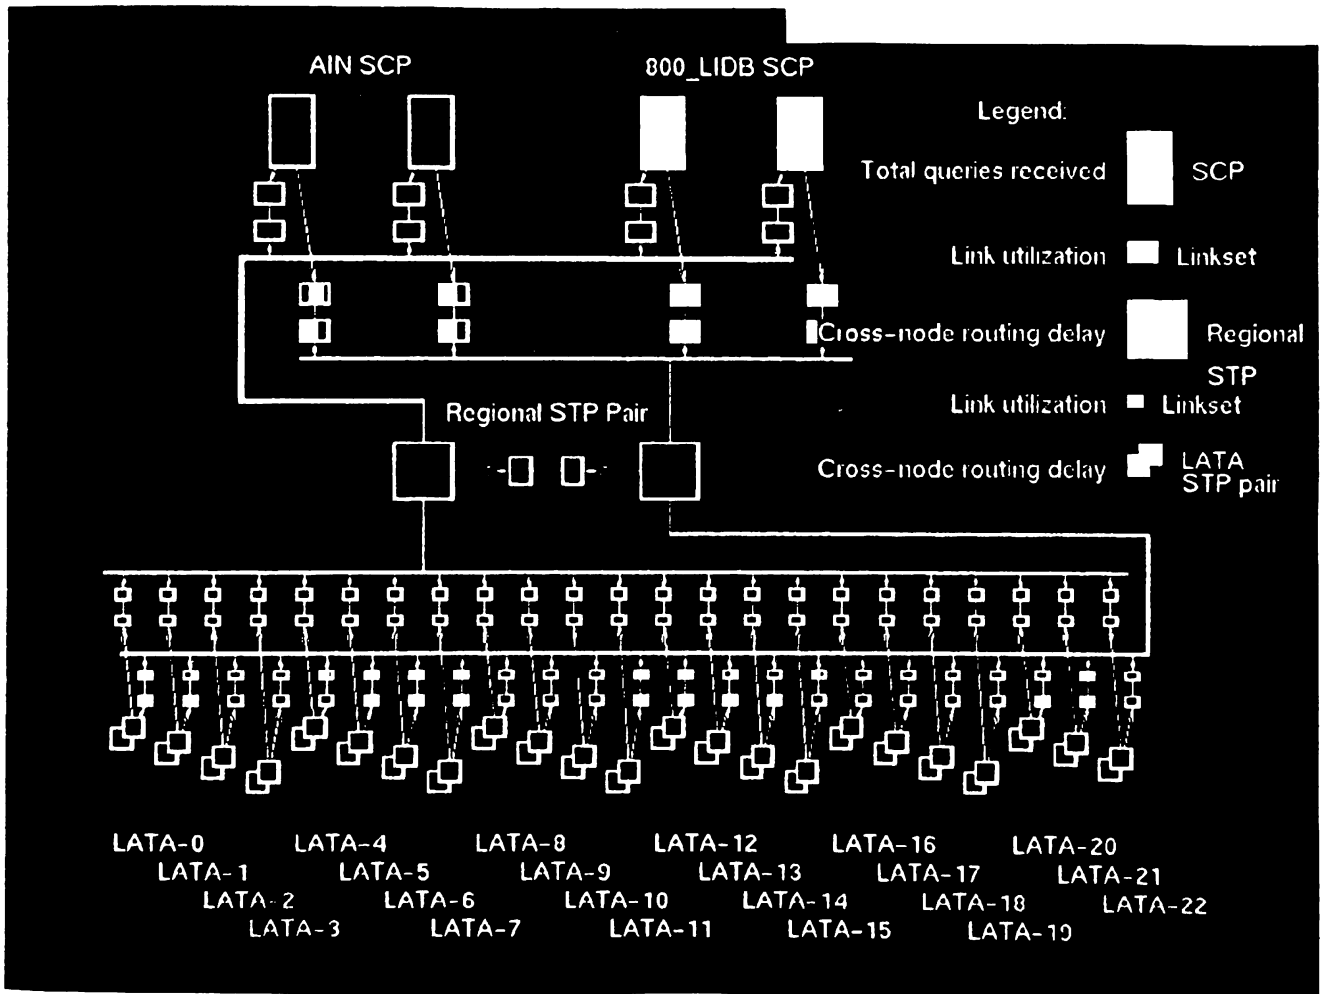 AIN SCP
800_LIDB SCP
Legend:
Total queries received
SCP
Link utilization
Linkset
Cross-node routing delay
Regional
STP
Link utilization
Linkset
Regional STP Pair
Cross-node routing delay
LATA
STP pair
LATA-0
LATA-4
LATA-8
LATA-12
LATA-16
LATA-20
LATA-1
LATA-5
LATA-9
LATA-13
LATA-17
LATA-21
LATA-2
LATA-6
LATA-10
LATA-14
LATA-18
LATA-22
LATA-3
LATA-7
LATA-11
LATA-15
LATA-19